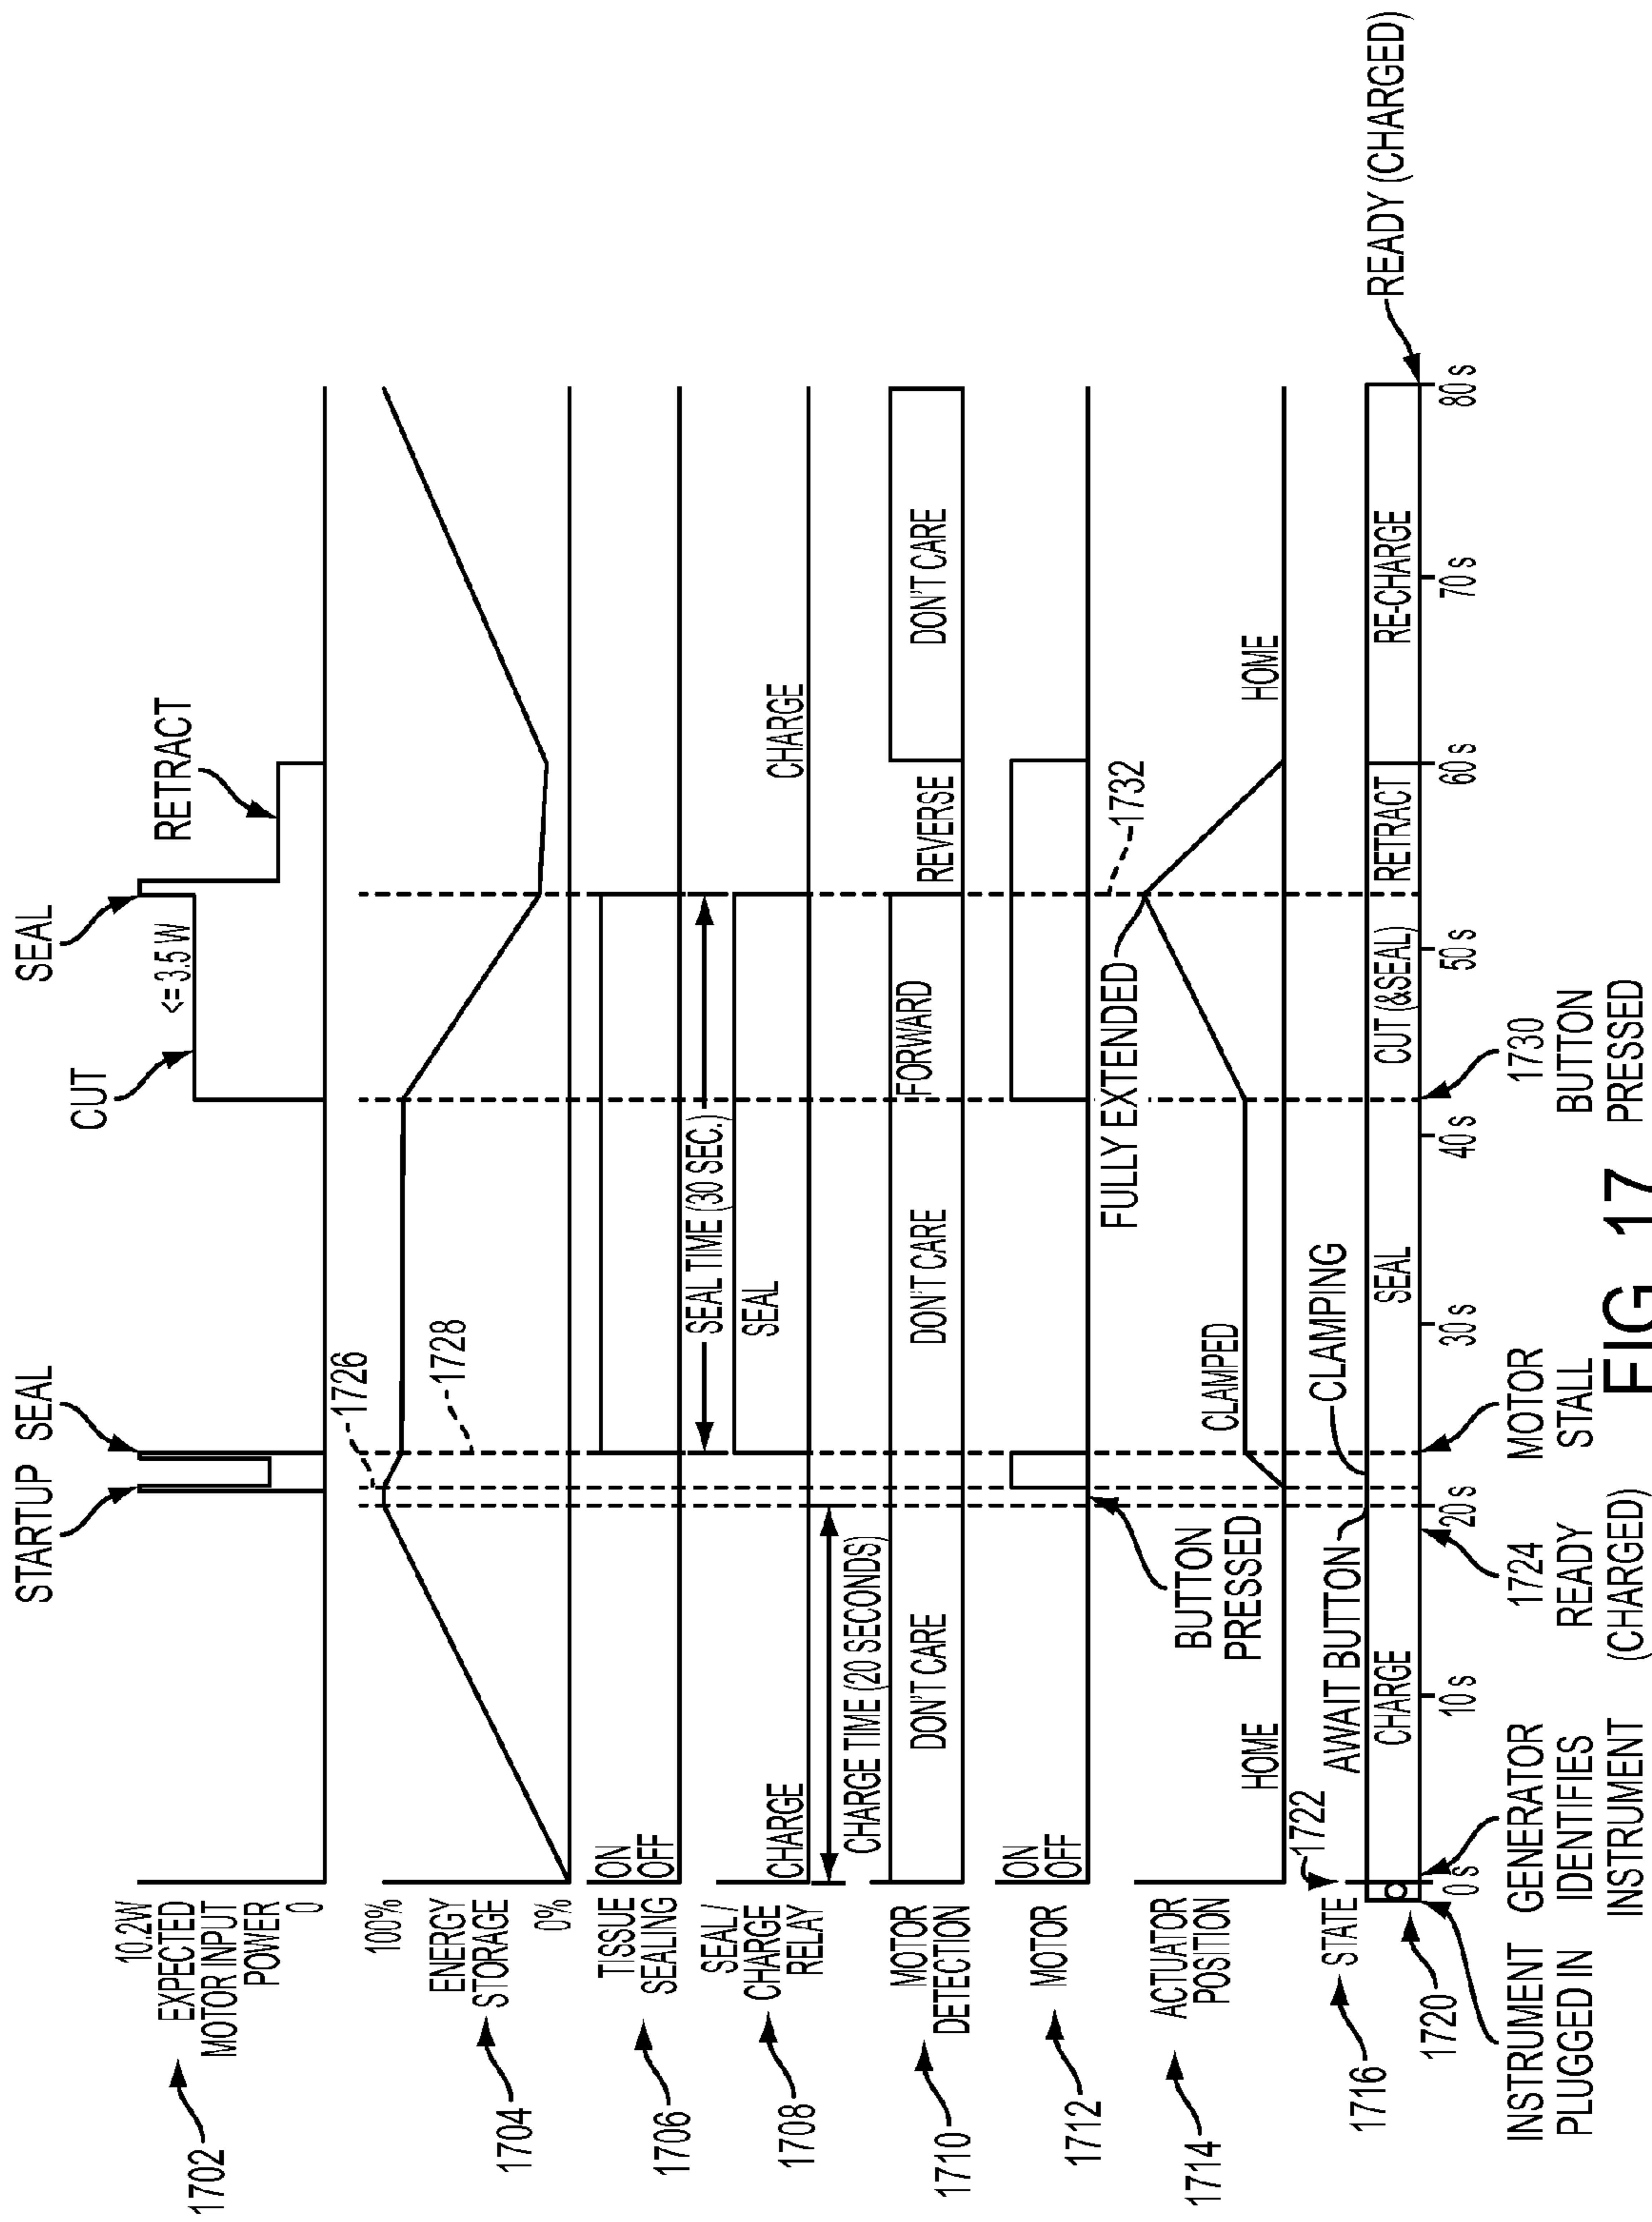 STARTUP SEAL
CUT
SEAL
RETRACT
1702
10.2W
EXPECTED
MOTOR INPUT
POWER
0
<=3.5 W
1726
1728
1704
100%
ENERGY
STORAGE
0%
1706
TISSUE
SEALING
ON
OFF
SEAL TIME (30 SEC.)
1708
SEAL /
CHARGE
RELAY
CHARGE
SEAL
CHARGE
CHARGE TIME (20 SECONDS)
1710
MOTOR
DETECTION
DON'T CARE
DON'T CARE
FORWARD
REVERSE
DON'T CARE
1712
MOTOR
ON
OFF
BUTTON
PRESSED
FULLY EXTENDED
1732
1714
ACTUATOR
POSITION
HOME
CLAMPED
HOME
1722
AWAIT BUTTON
CLAMPING
READY (CHARGED)
1716
STATE
CHARGE
SEAL
CUT (&SEAL)
RETRACT
RE-CHARGE
1720
0 s
10 s
20 s
30 s
40 s
50 s
60 s
70 s
80 s
INSTRUMENT
PLUGGED IN
GENERATOR
IDENTIFIES
INSTRUMENT
1724
READY
(CHARGED)
MOTOR
STALL
1730
BUTTON
PRESSED
FIG. 17